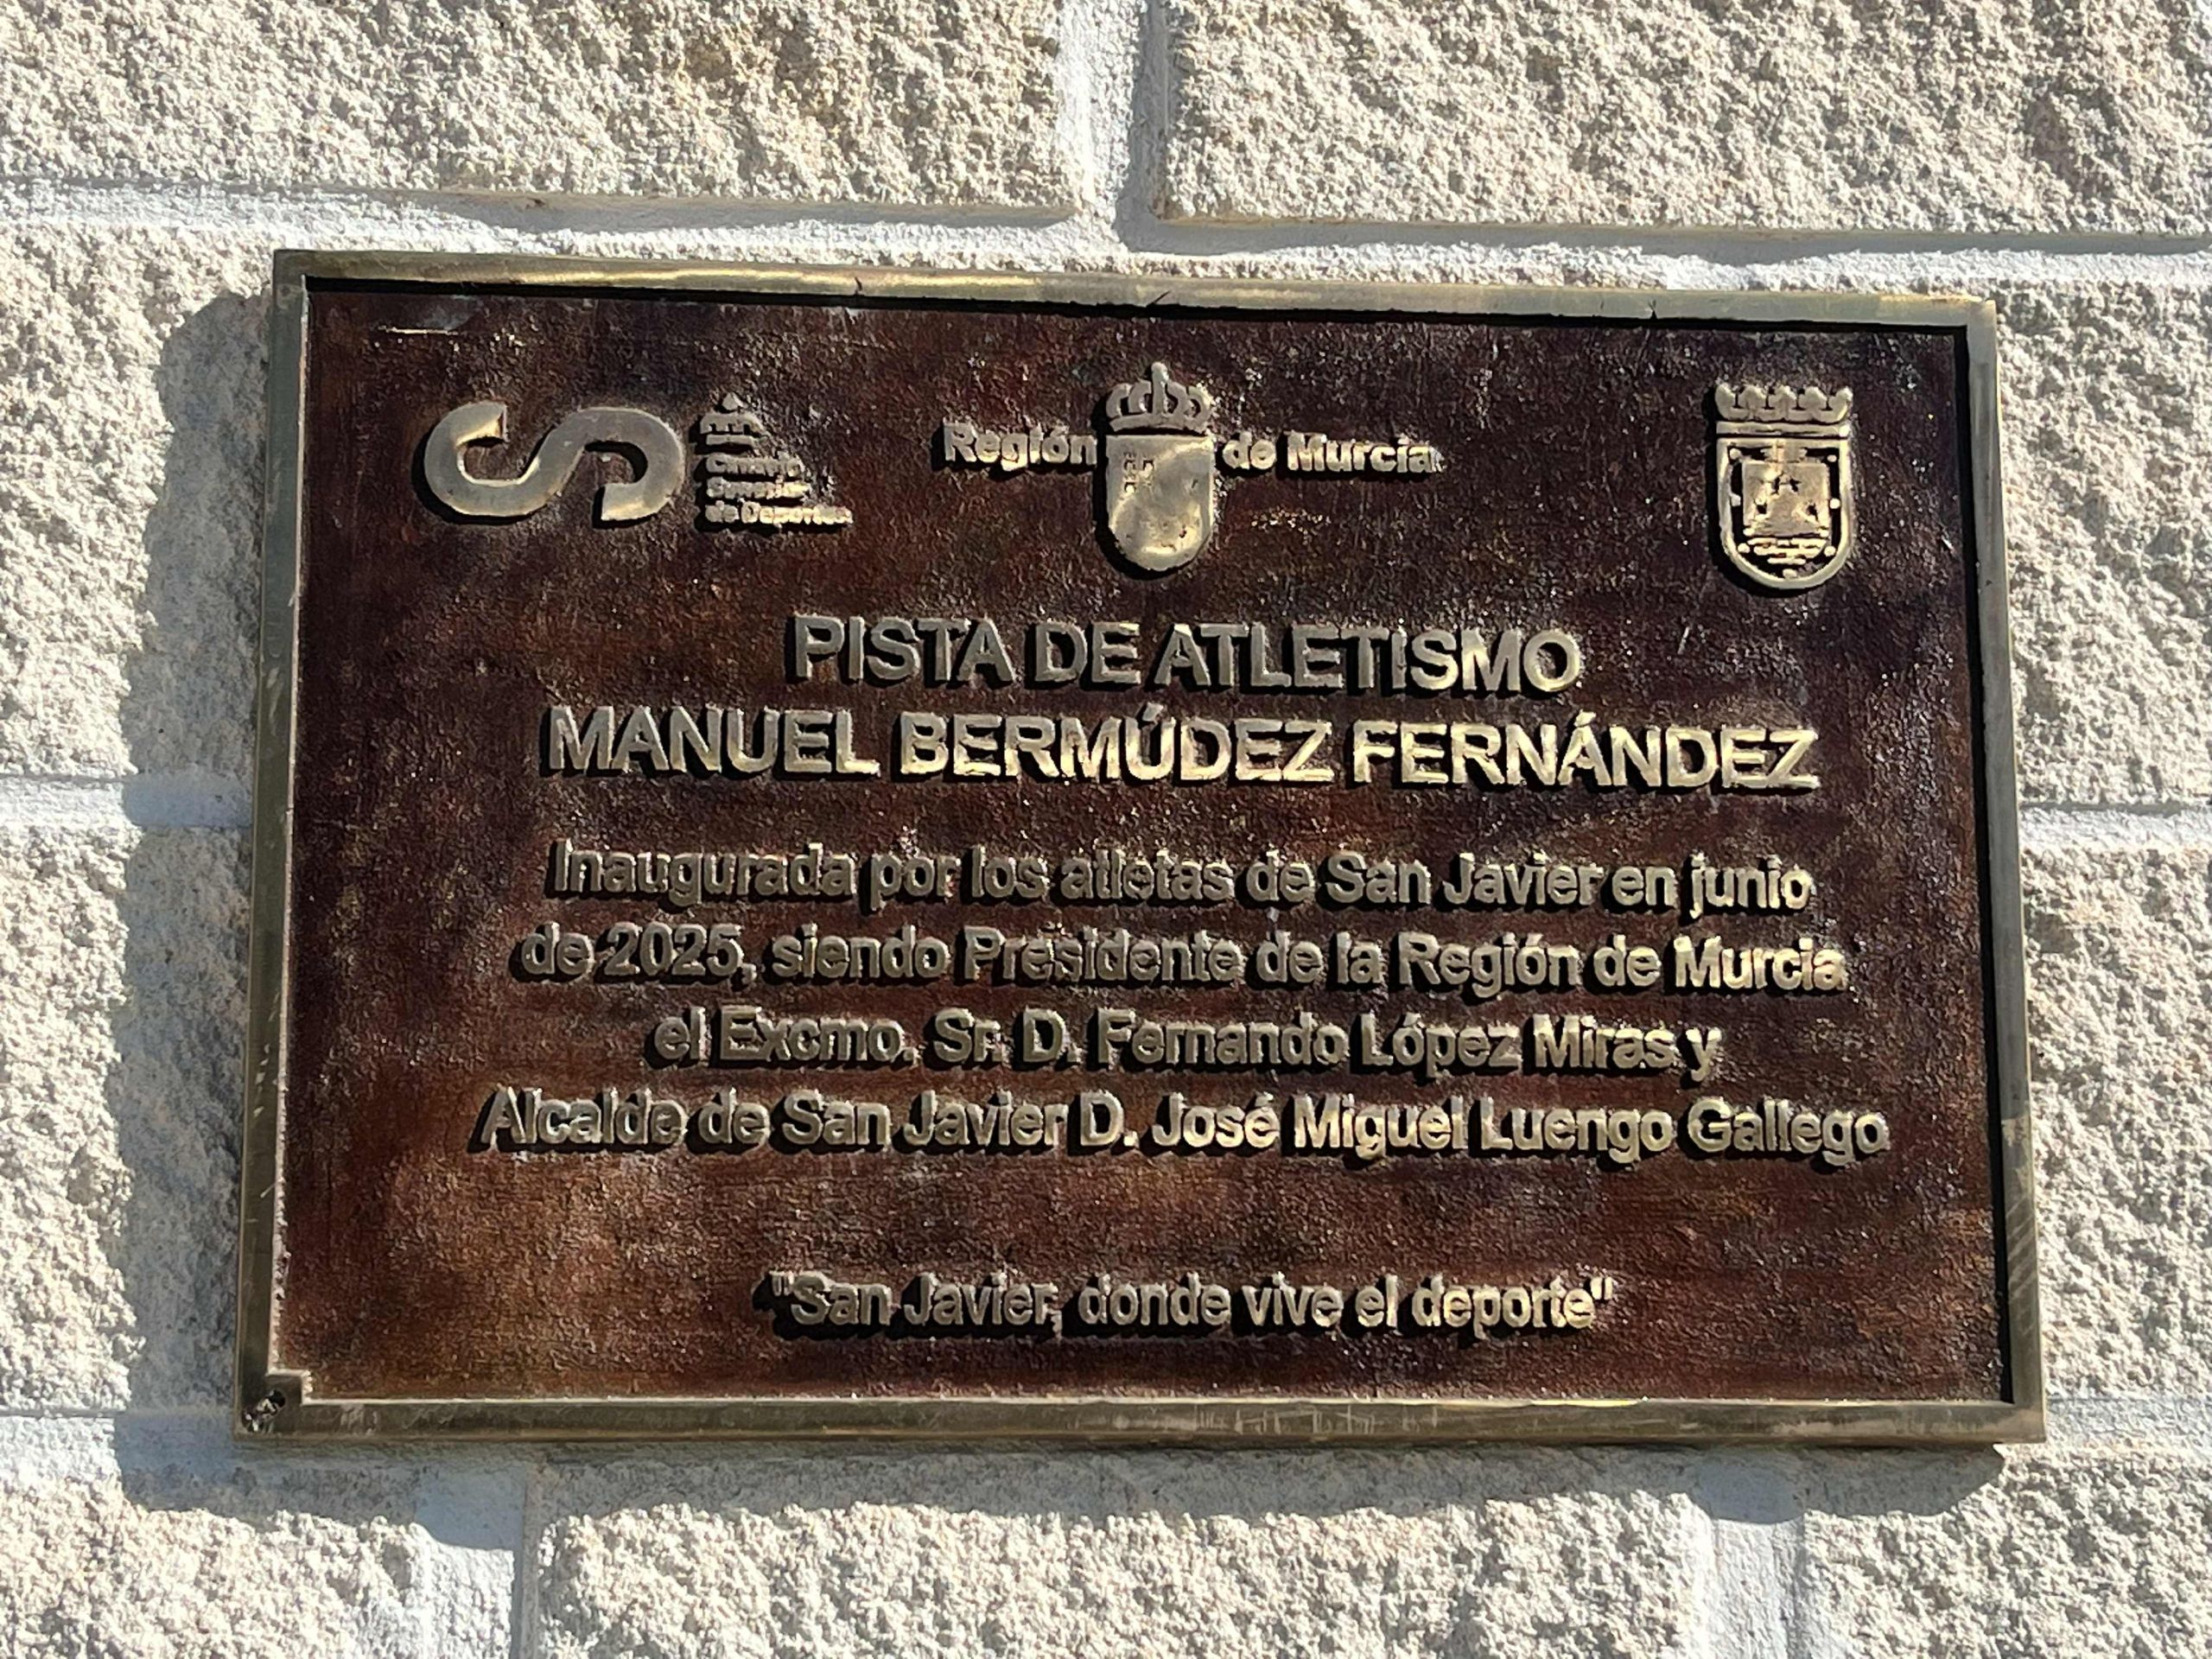 Región de Murcia
de Deportes
PISTA DE ATLETISMO
MANUEL BERMÚDEZ FERNÁNDEZ
Inaugurada por los atletas de San Javier en junio
de 2025, siendo Presidente de la Región de Murcia
el Excmo. Sr. D. Fernando López Miras y
Alcalde de San Javier D. José Miguel Luengo Gallego
"San Javier, donde vive el deporte"